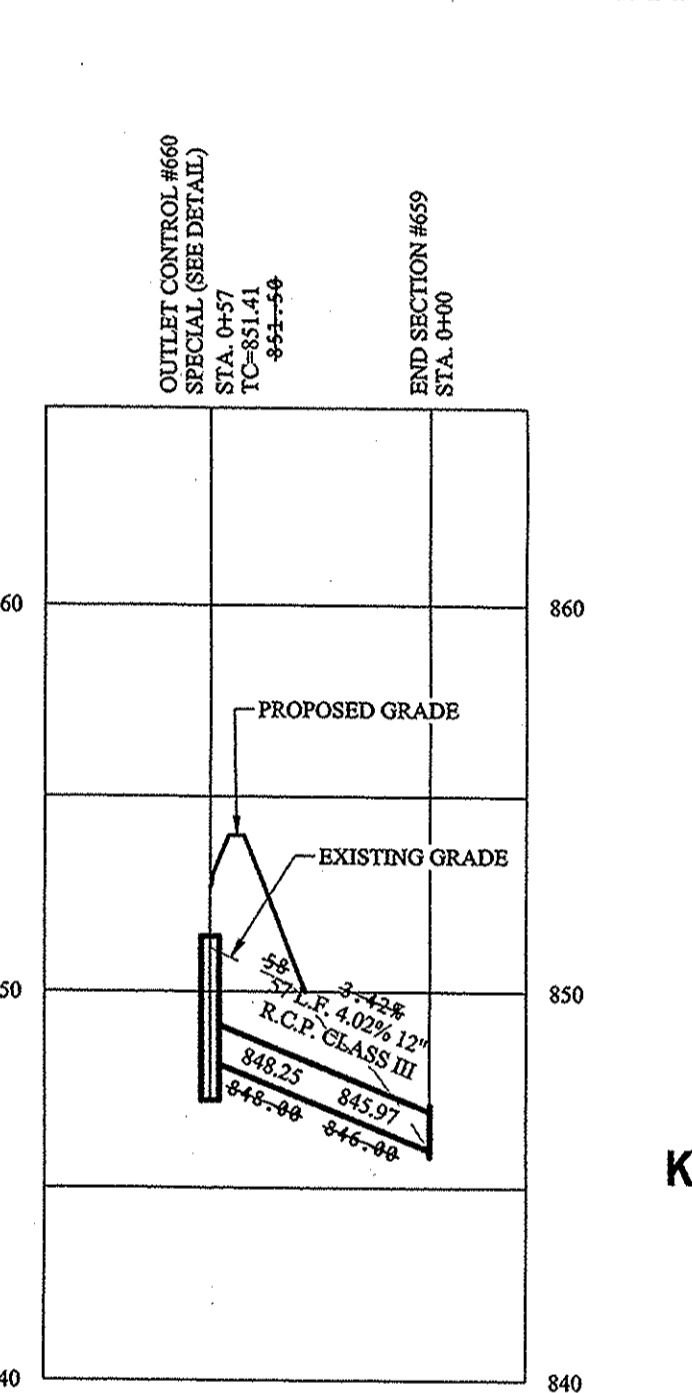 OUTLET CONTROL #660
SPECIAL (SEE DETAIL)
STA. 0+57
TC=851.41
851.50
END SECTION #659
STA. 0+00
60
860
PROPOSED GRADE
EXISTING GRADE
50
850
58
3.42%
57 L.F. 4.02% 12"
R.C.P. CLASS III
848.25
845.97
848.00
846.00
K
40
840